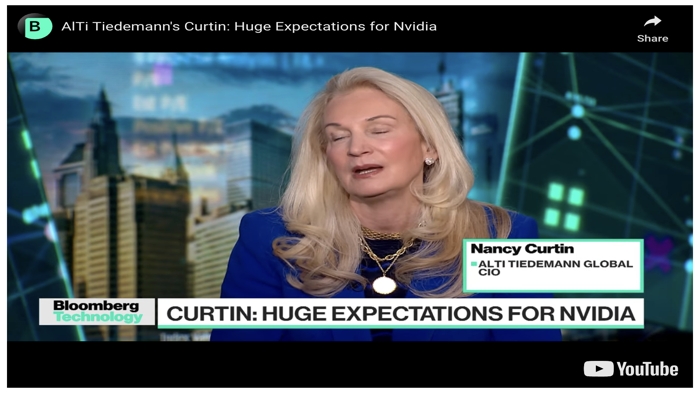 B
AlTi Tiedemann's Curtin: Huge Expectations for Nvidia
Share
Nancy Curtin
ALTI TIEDEMANN GLOBAL
CIO
Bloomberg
Technology
CURTIN: HUGE EXPECTATIONS FOR NVIDIA
YouTube